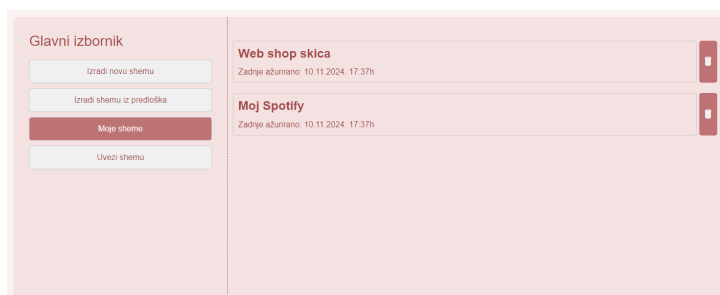 Glavni izbornik
Izradi novu shemu
Izradi shemu iz predloška
Moje sheme
Uvezi shemu
Web shop skica
Zadnje ažurirano: 10.11.2024. 17:37h
Moj Spotify
Zadnje ažurirano: 10.11.2024. 17:37h